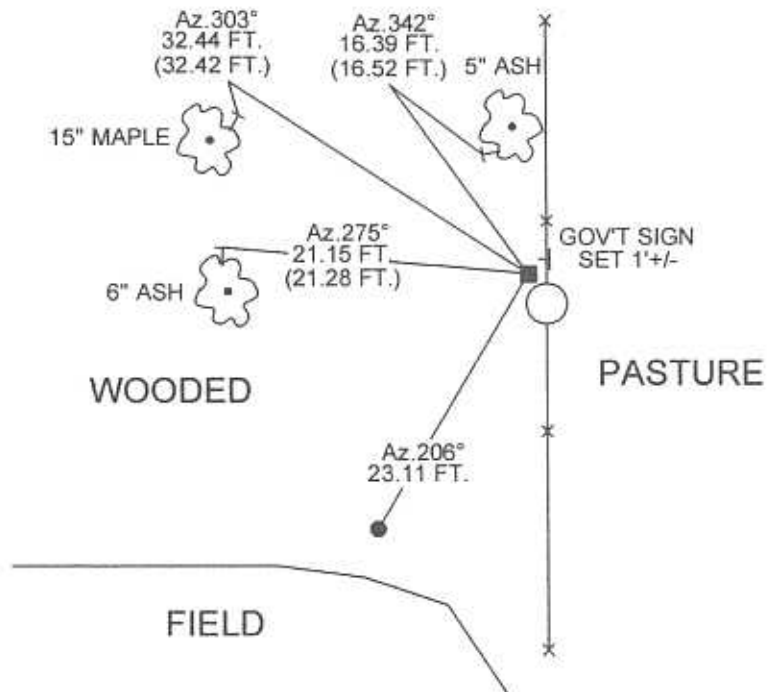 Az.303°
32.44 FT.
(32.42 FT.)
Az.342°
16.39 FT.
(16.52 FT.)
5" ASH
15" MAPLE
Az.275°
21.15 FT.
(21.28 FT.)
GOV'T SIGN
SET 1'+/-
6" ASH
WOODED
PASTURE
Az.206°
23.11 FT.
FIELD